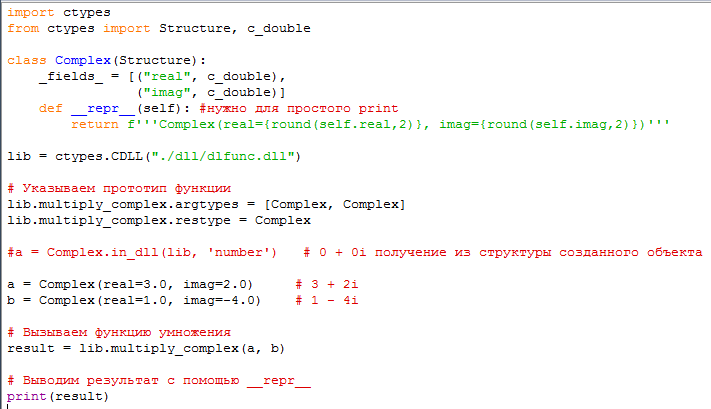 import ctypes
from ctypes import Structure, c_double

class Complex(Structure):
    _fields_ = [("real", c_double),
                ("imag", c_double)]
    def __repr__(self): #нужно для простого print
        return f'''Complex(real={round(self.real,2)}, imag={round(self.imag,2)})'''

lib = ctypes.CDLL("./dll/dlfunc.dll")

# Указываем прототип функции
lib.multiply_complex.argtypes = [Complex, Complex]
lib.multiply_complex.restype = Complex

#a = Complex.in_dll(lib, 'number')   # 0 + 0i получение из структуры созданного объекта

a = Complex(real=3.0, imag=2.0)     # 3 + 2i
b = Complex(real=1.0, imag=-4.0)    # 1 - 4i

# Вызываем функцию умножения
result = lib.multiply_complex(a, b)

# Выводим результат с помощью __repr__
print(result)